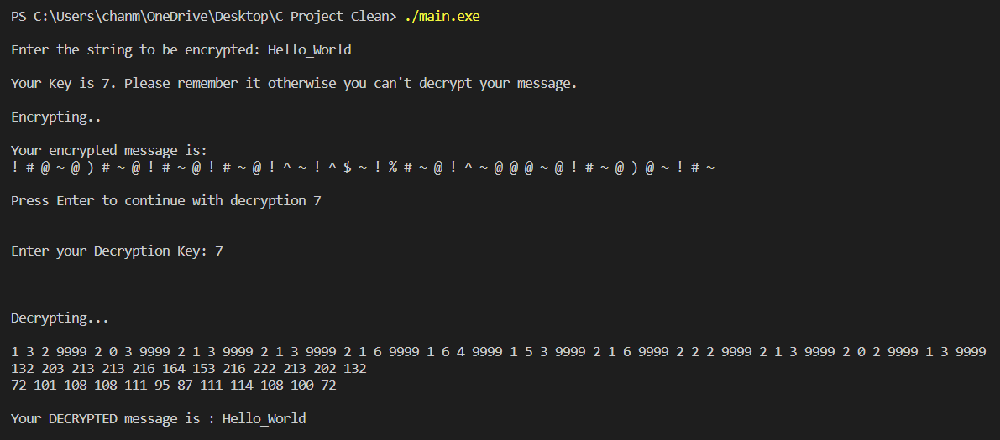 PS C:\Users\chanm\OneDrive\Desktop\C Project Clean> ./main.exe
Enter the string to be encrypted: Hello_World
Your Key is 7. Please remember it otherwise you can't decrypt your message.
Encrypting..
Your encrypted message is:
! # @ ~ @ ) # ~ @ ! # ~ @ ! # ~ @ ! ^ ~ ! ^ $ ~ ! % # ~ @ ! ^ ~ @ @ @ ~ @ ! # ~ @ ) @ ~ ! # ~
Press Enter to continue with decryption 7
Enter your Decryption Key: 7
Decrypting...
1 3 2 9999 2 0 3 9999 2 1 3 9999 2 1 3 9999 2 1 6 9999 1 6 4 9999 1 5 3 9999 2 1 6 9999 2 2 2 9999 2 1 3 9999 2 0 2 9999 1 3 9999
132 203 213 213 216 164 153 216 222 213 202 132
72 101 108 108 111 95 87 111 114 108 100 72
Your DECRYPTED message is : Hello_World